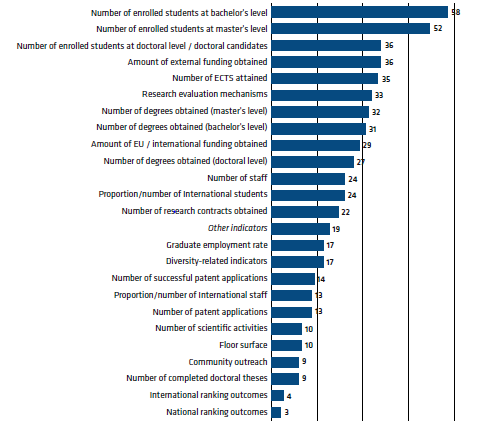 Number of enrolled students at bachelor's level 58
Number of enrolled students at master's level 52
Number of enrolled students at doctoral level / doctoral candidates 36
Amount of external funding obtained 36
Number of ECTS attained 35
Research evaluation mechanisms 33
Number of degrees obtained (master's level) 32
Number of degrees obtained (bachelor's level) 31
Amount of EU / international funding obtained 29
Number of degrees obtained (doctoral level) 27
Number of staff 24
Proportion/number of International students 24
Number of research contracts obtained 22
Other indicators 19
Graduate employment rate 17
Diversity-related indicators 17
Number of successful patent applications 14
Proportion/number of International staff 13
Number of patent applications 13
Number of scientific activities 10
Floor surface 10
Community outreach 9
Number of completed doctoral theses 9
International ranking outcomes 4
National ranking outcomes 3